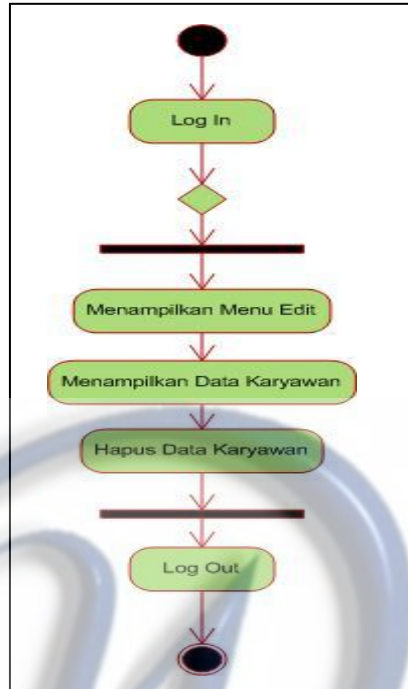 Log In
Menampilkan Menu Edit
Menampilkan Data Karyawan
Hapus Data Karyawan
Log Out